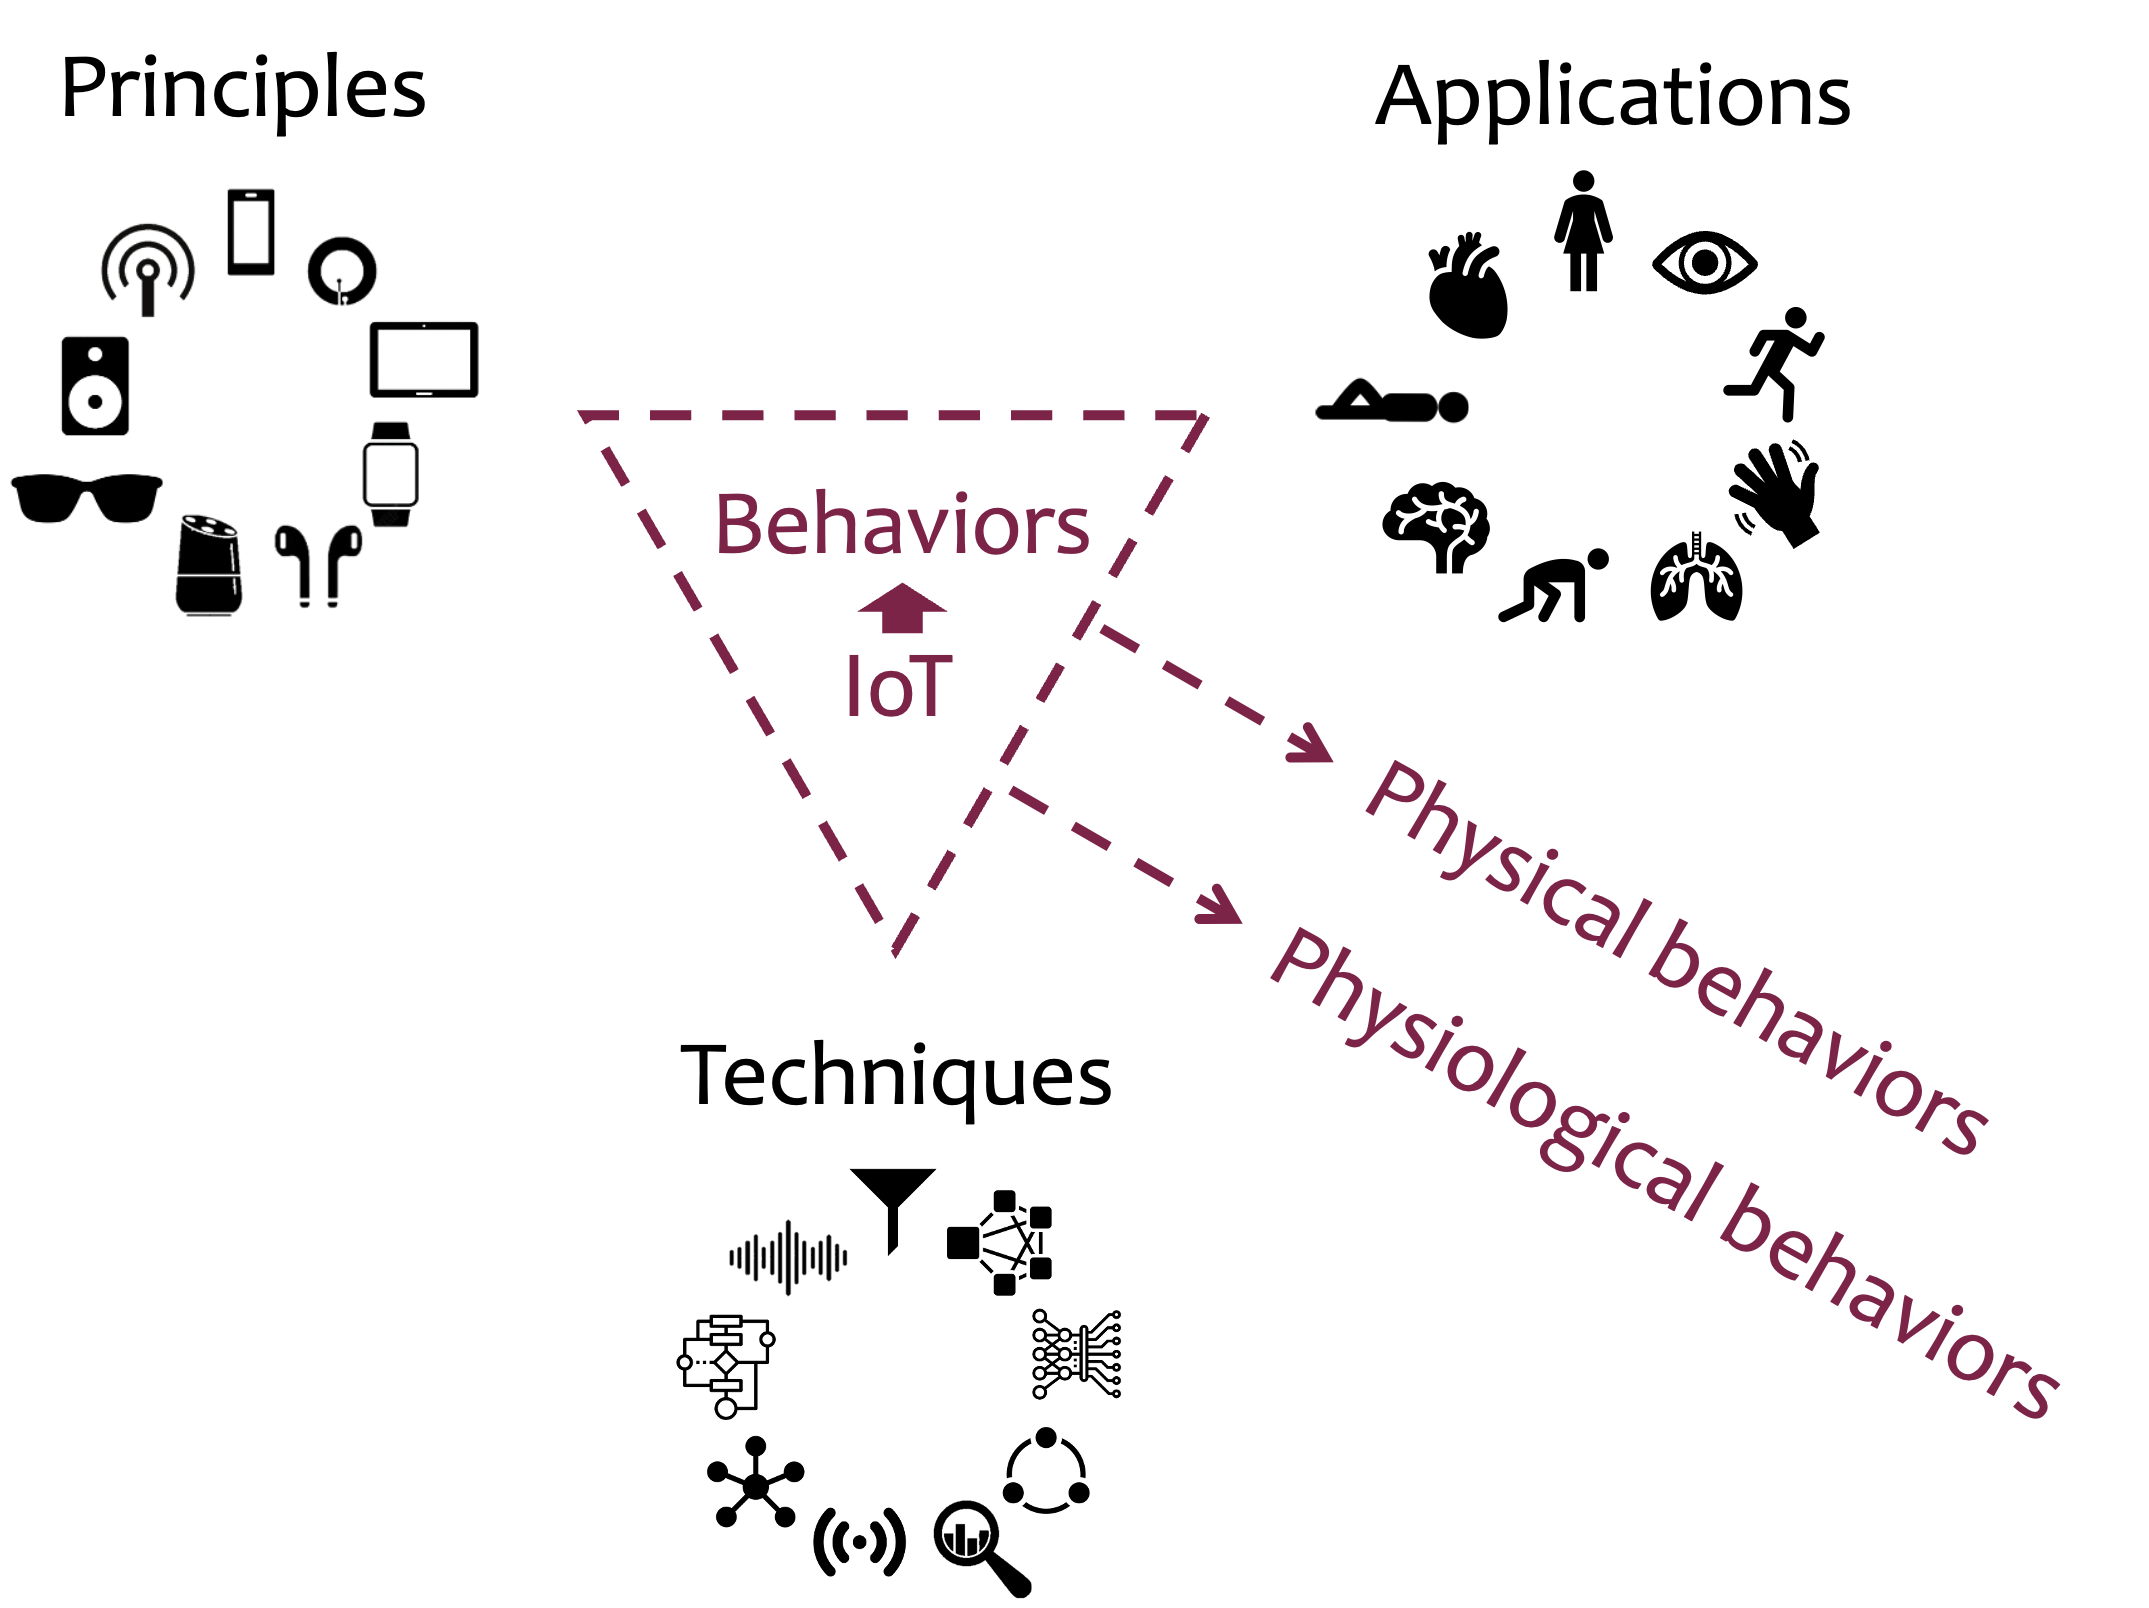 Principles
Applications
Behaviors
IoT
Physical behaviors
Physiological behaviors
Techniques